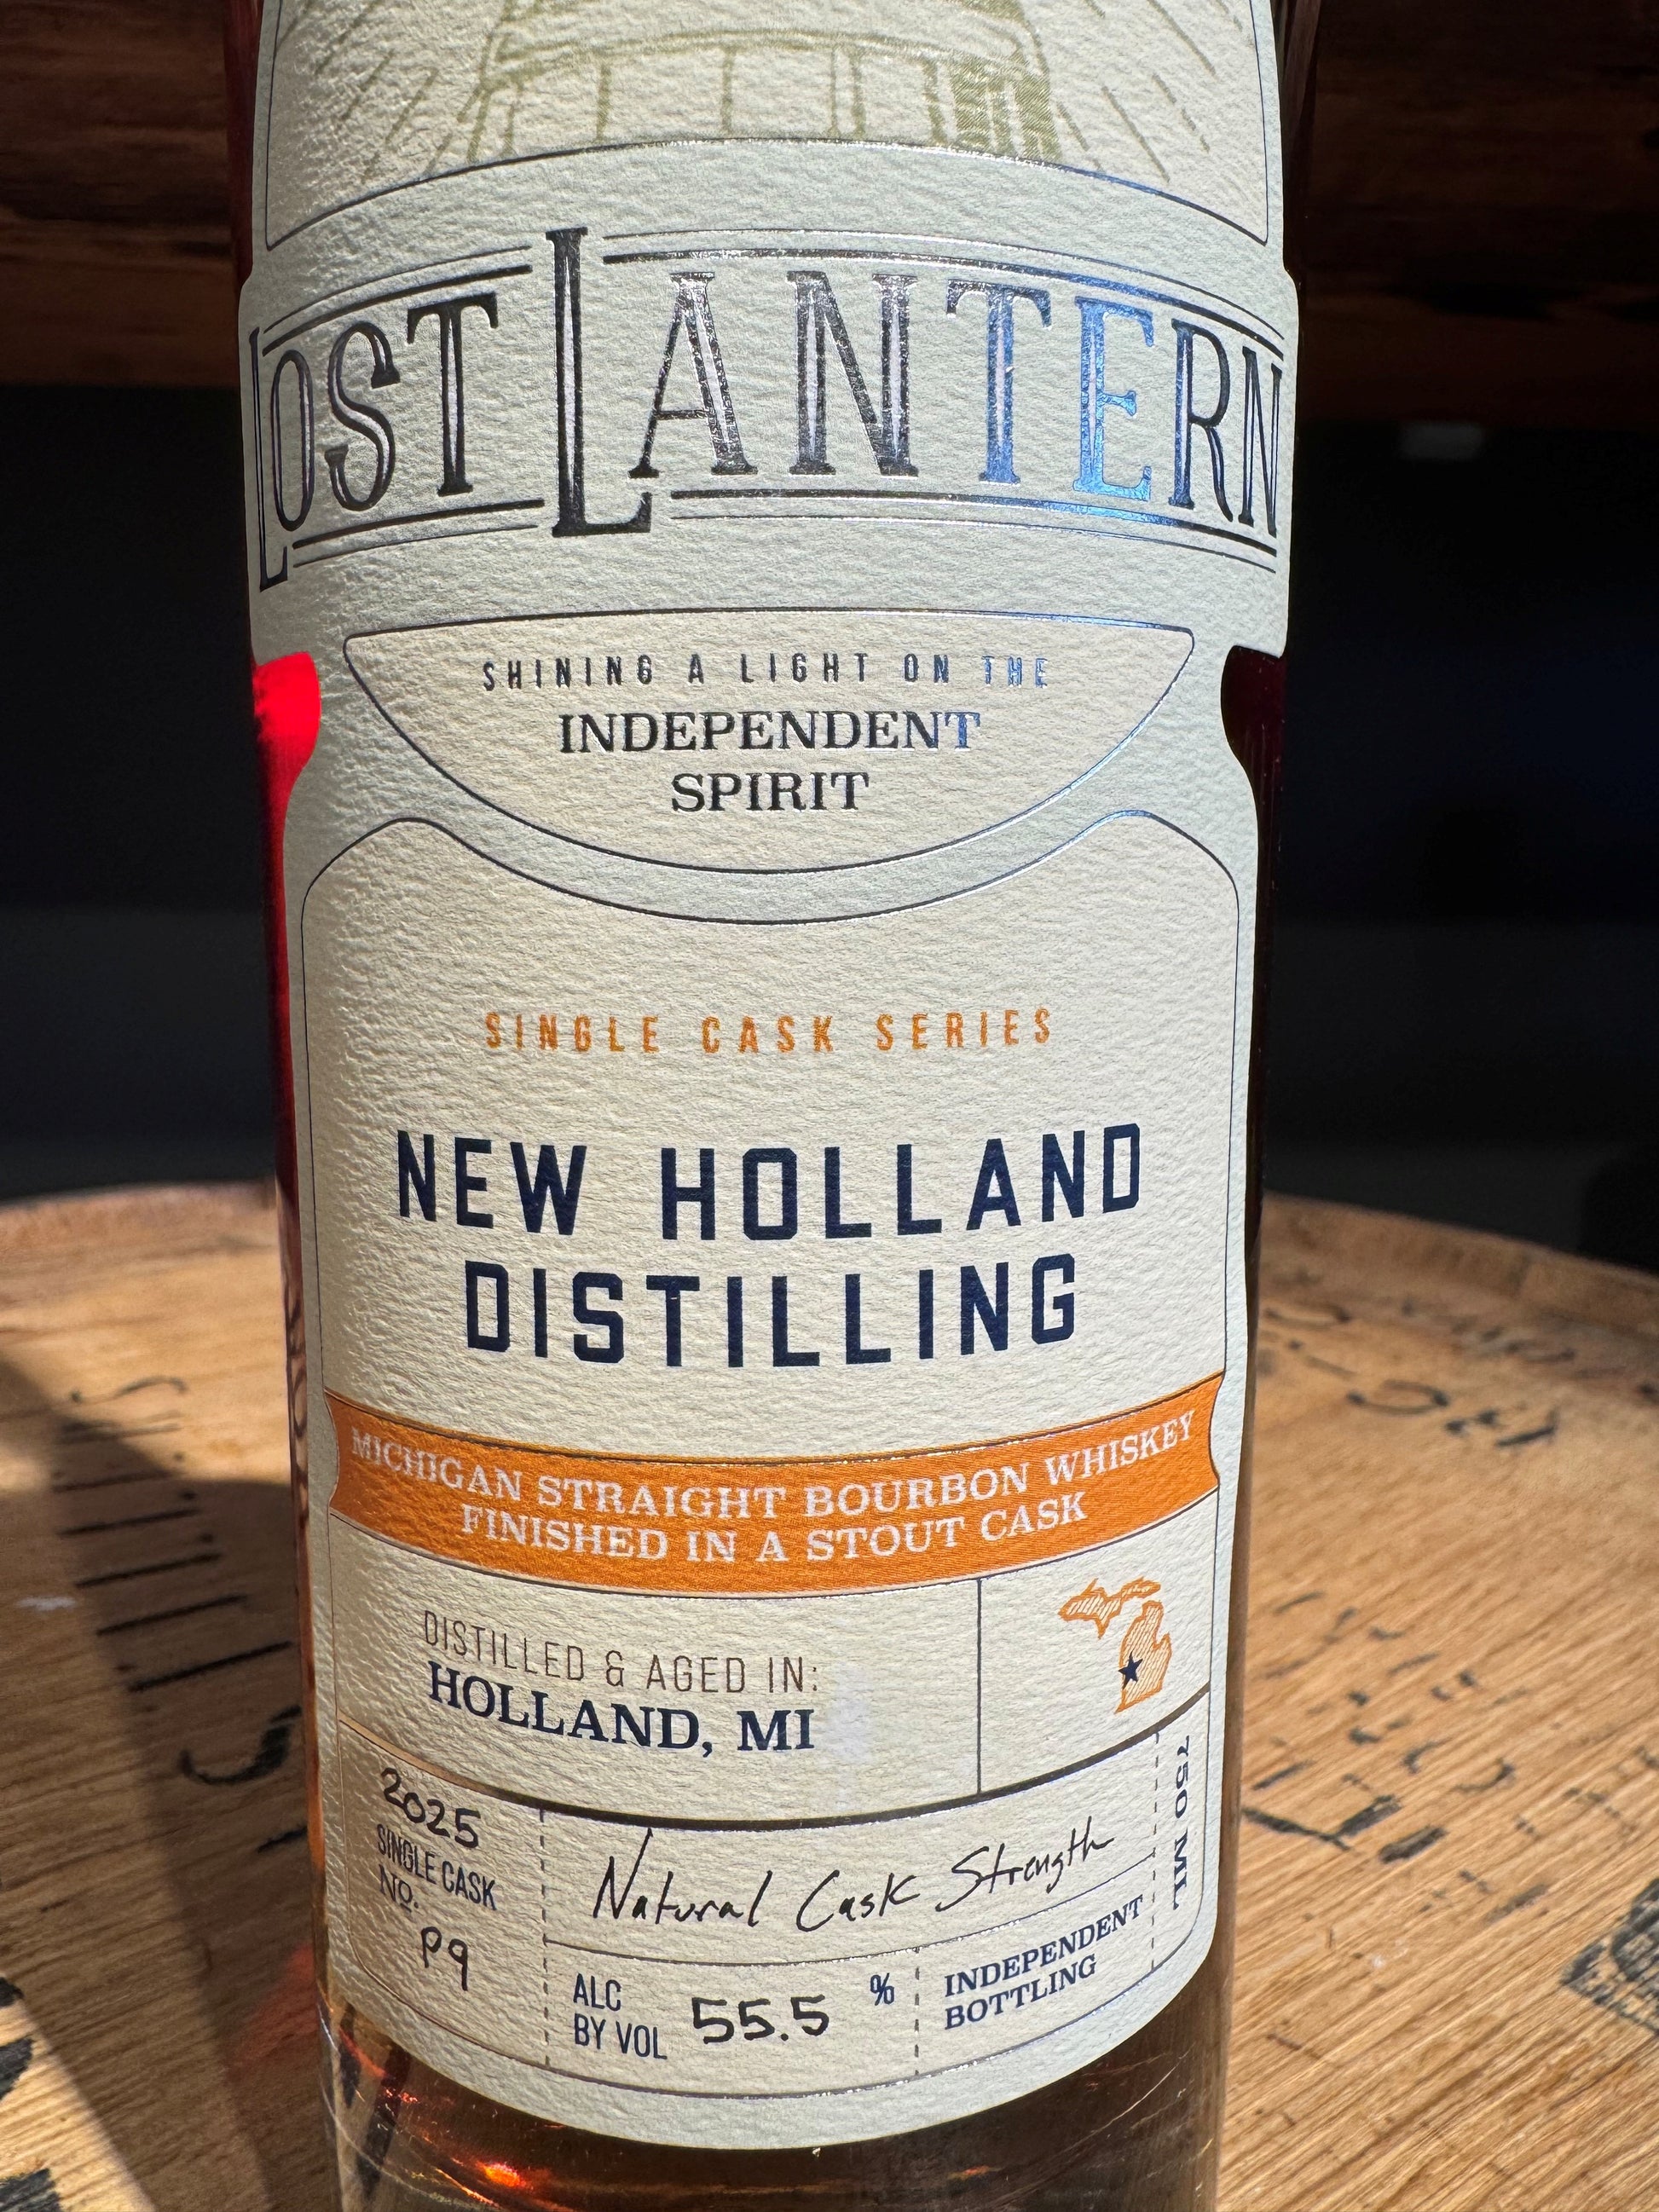 LOST LANTERN
SHINING A LIGHT ON THE
INDEPENDENT
SPIRIT
SINGLE CASK SERIES
NEW HOLLAND
DISTILLING
MICHIGAN STRAIGHT BOURBON WHISKEY
FINISHED IN A STOUT CASK
DISTILLED & AGED IN:
HOLLAND, MI
2025
SINGLE CASK
No.
P9
Natural Cask Strength
ALC
BY VOL
55.5 %
INDEPENDENT
BOTTLING
750 ML